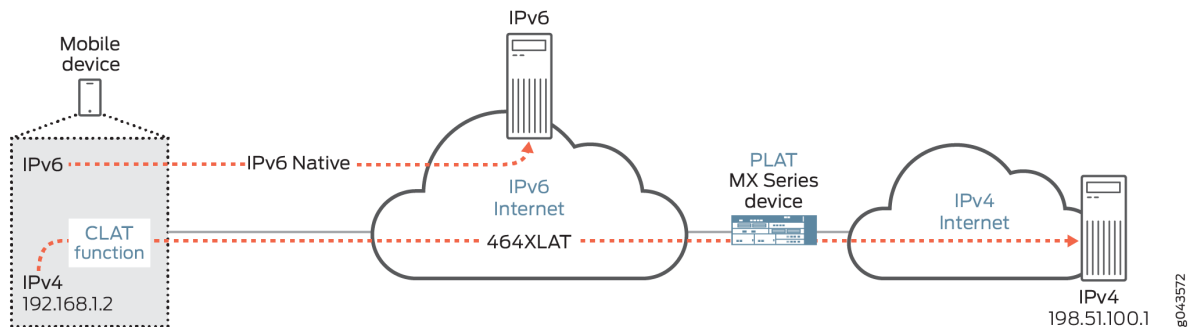 IPv6
Mobile
device
IPv6
IPv6 Native
IPv6
Internet
PLAT
MX Series
device
IPv4
Internet
CLAT
function
464XLAT
IPv4
192.168.1.2
IPv4
198.51.100.1
g043572